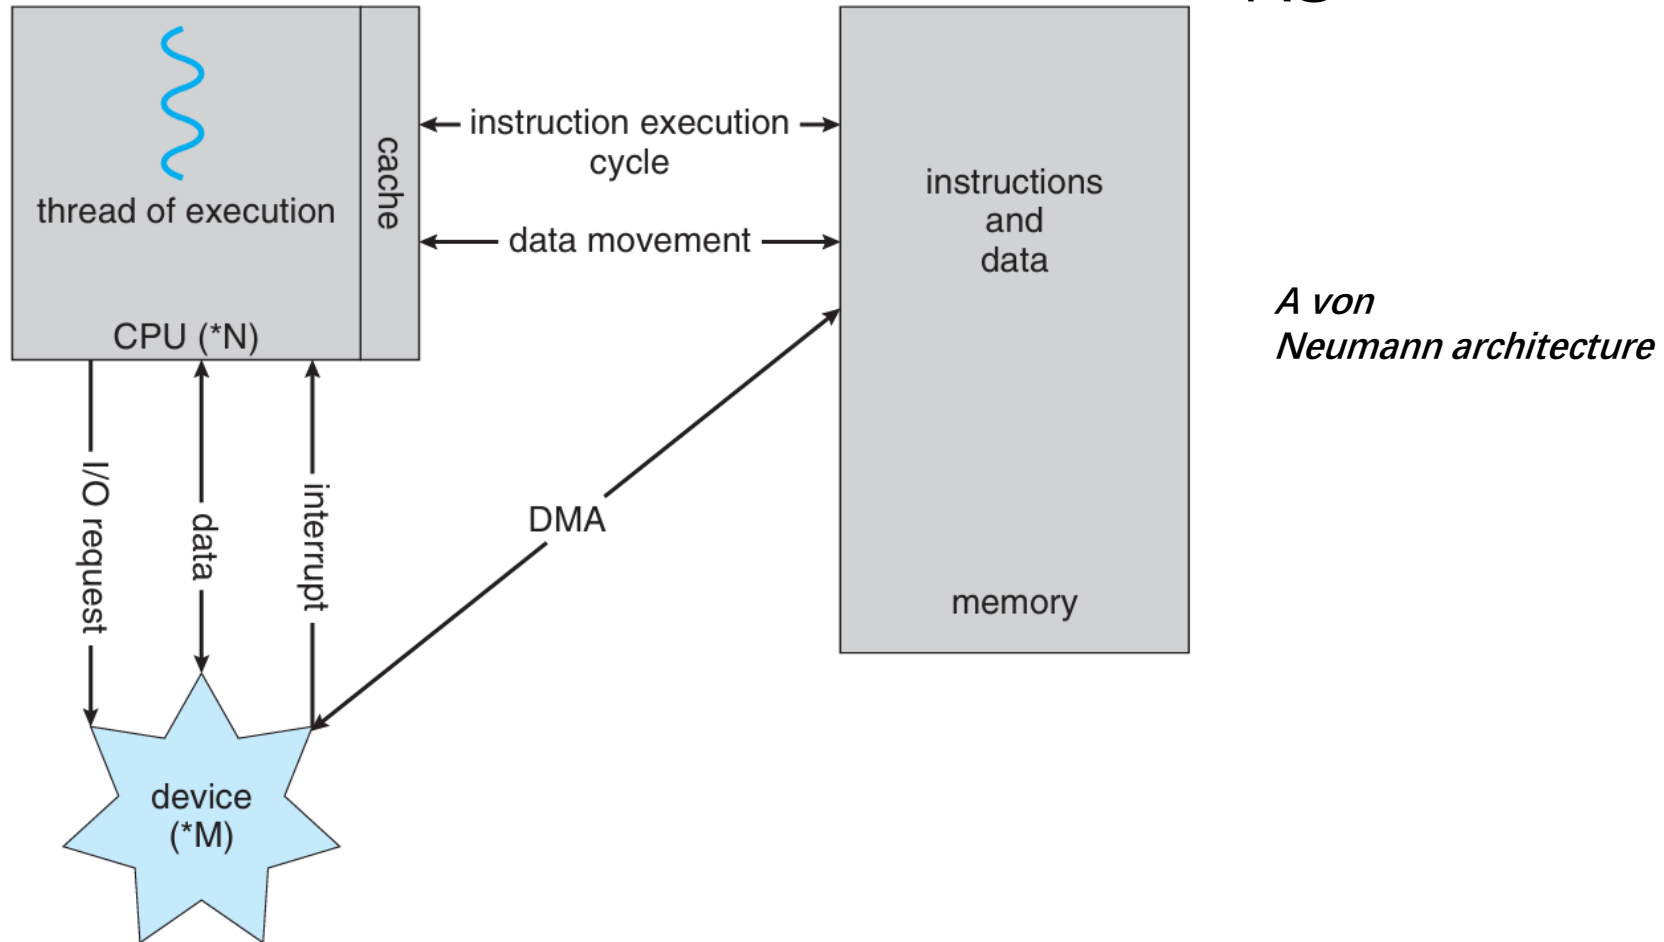 thread of execution
CPU (*N)
cache
instruction execution
cycle
data movement
instructions
and
data
memory
A von
Neumann architecture
I/O request
data
interrupt
DMA
device
(*M)